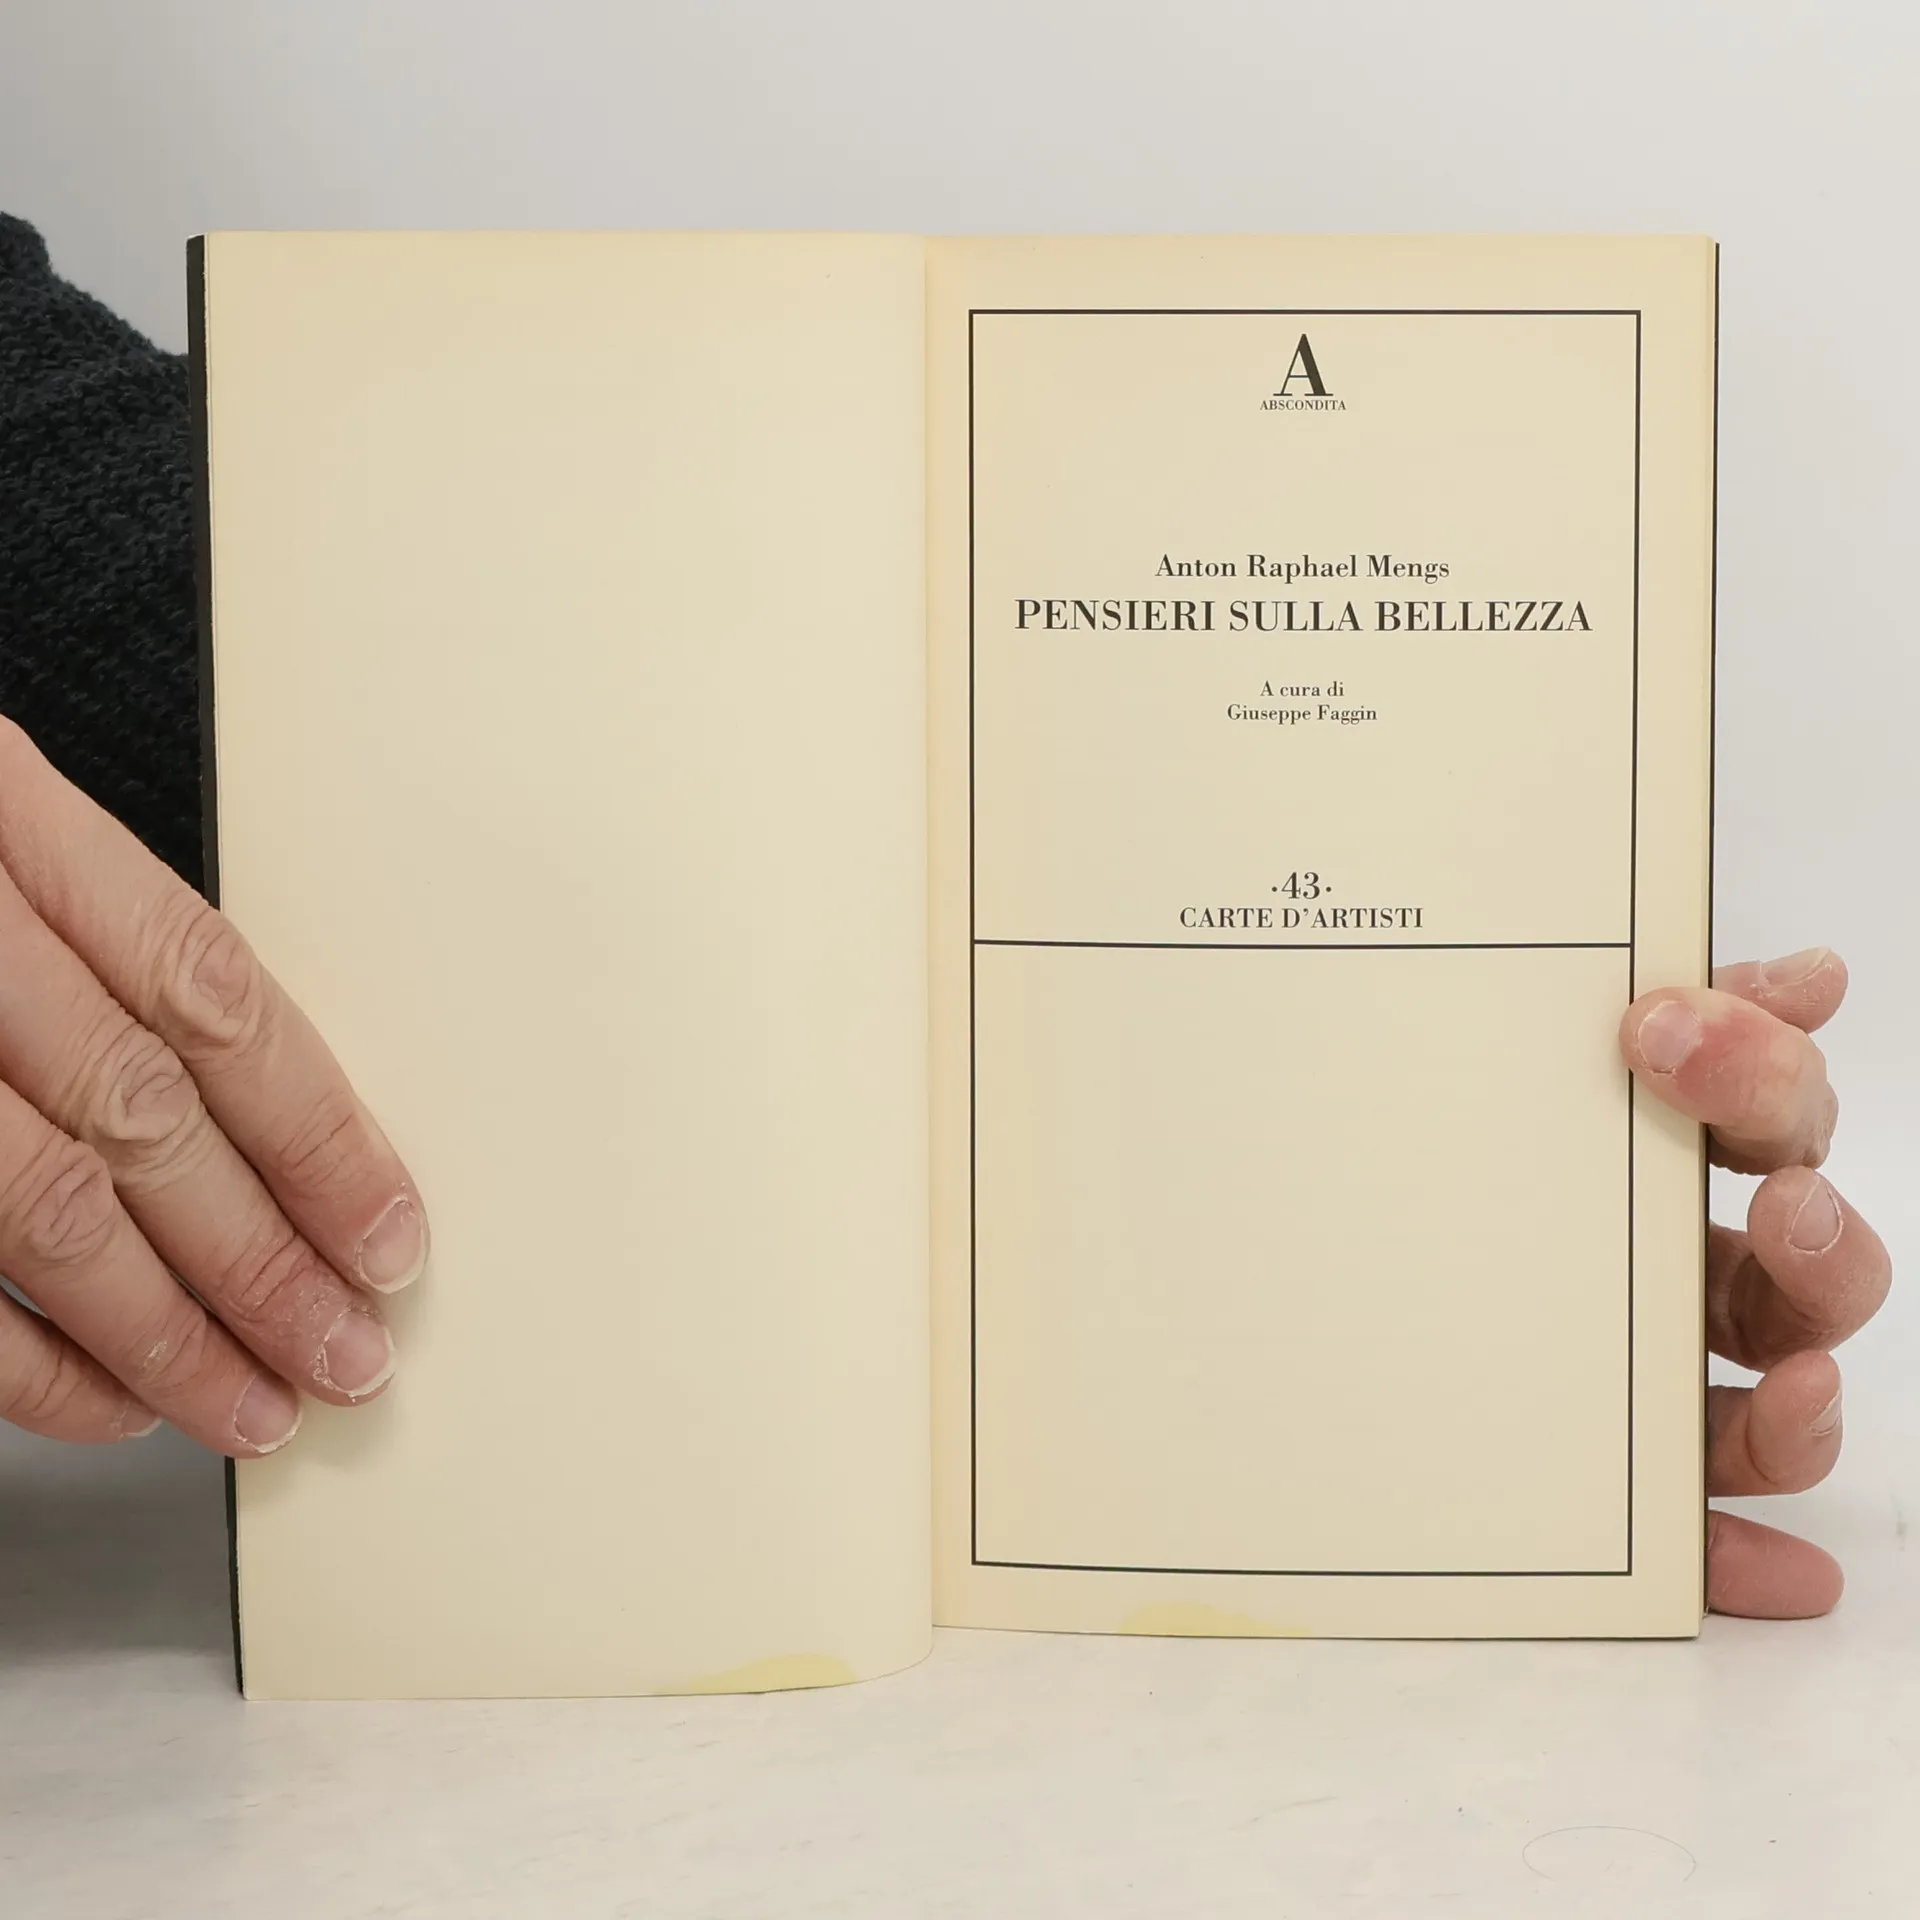 A
ABSCONDITA
Anton Raphael Mengs
PENSIERI SULLA BELLEZZA
A cura di
Giuseppe Faggin
·43·
CARTE D’ARTISTI